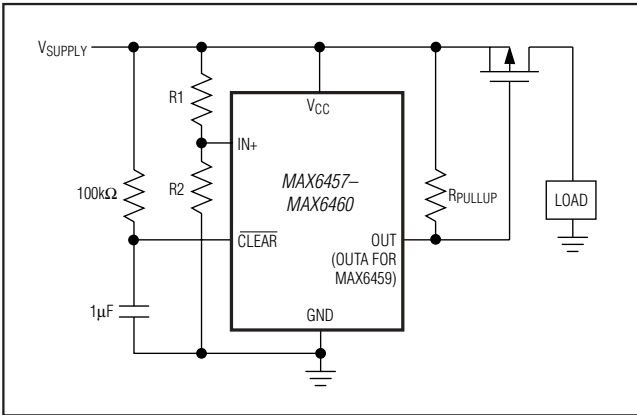 VSUPPLY
R1
VCC
IN+
MAX6457–
MAX6460
R2
100kΩ
RPULLUP
LOAD
CLEAR
OUT
(OUTA FOR
MAX6459)
GND
1µF